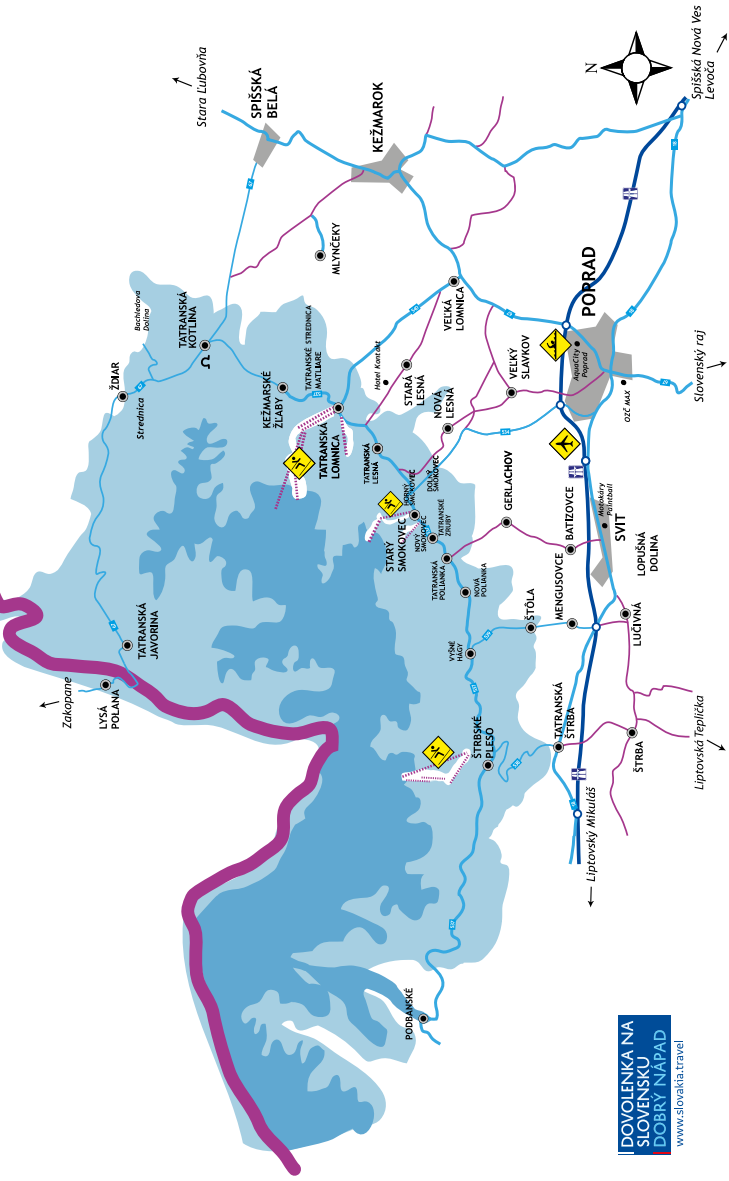 Zakopane
LYSÁ
POLANA
TATRANSKÁ
JAVORINA
ŽDIAR
Strednica
Bachledova
Dolina
TATRANSKÁ
KOTLINA
Stara Ľubovňa
SPIŠSKÁ
BELÁ
KEŽMARSKÉ
ŽĽABY
TATRANSKÉ STREDNICA
MATLIARE
TATRANSKÁ
LOMNICA
MLYNČEKY
KEŽMAROK
Hotel Kontakt
TATRANSKÁ
LESNÁ
STARÁ
LESNÁ
STARÝ
SMOKOVEC
HORNÝ
SMOKOVEC
NOVÝ
SMOKOVEC
DOLNÝ
SMOKOVEC
TATRANSKÉ
ZRUBY
NOVÁ
LESNÁ
VEĽKÁ
LOMNICA
PODBANSKÉ
TATRANSKÁ
POLIANKA
NOVÁ
POLIANKA
VYŠNÉ
HÁGY
ŠTRBSKÉ
PLESO
GERLACHOV
VEĽKÝ
SLAVKOV
ŠTÔLA
MENGUSOVCE
BATIZOVCE
TATRANSKÁ
ŠTRBA
AquaCity
Poprad
POPRAD
N
Liptovský Mikuláš
Motokáry
Paintball
SVIT
OZČ MAX
LOPUŠNÁ
DOLINA
LUČIVNÁ
ŠTRBA
Liptovská Teplička
Slovenský raj
Spišská Nová Ves
Levoča
DOVOLENKA NA
SLOVENSKU
DOBRÝ NÁPAD
www.slovakia.travel